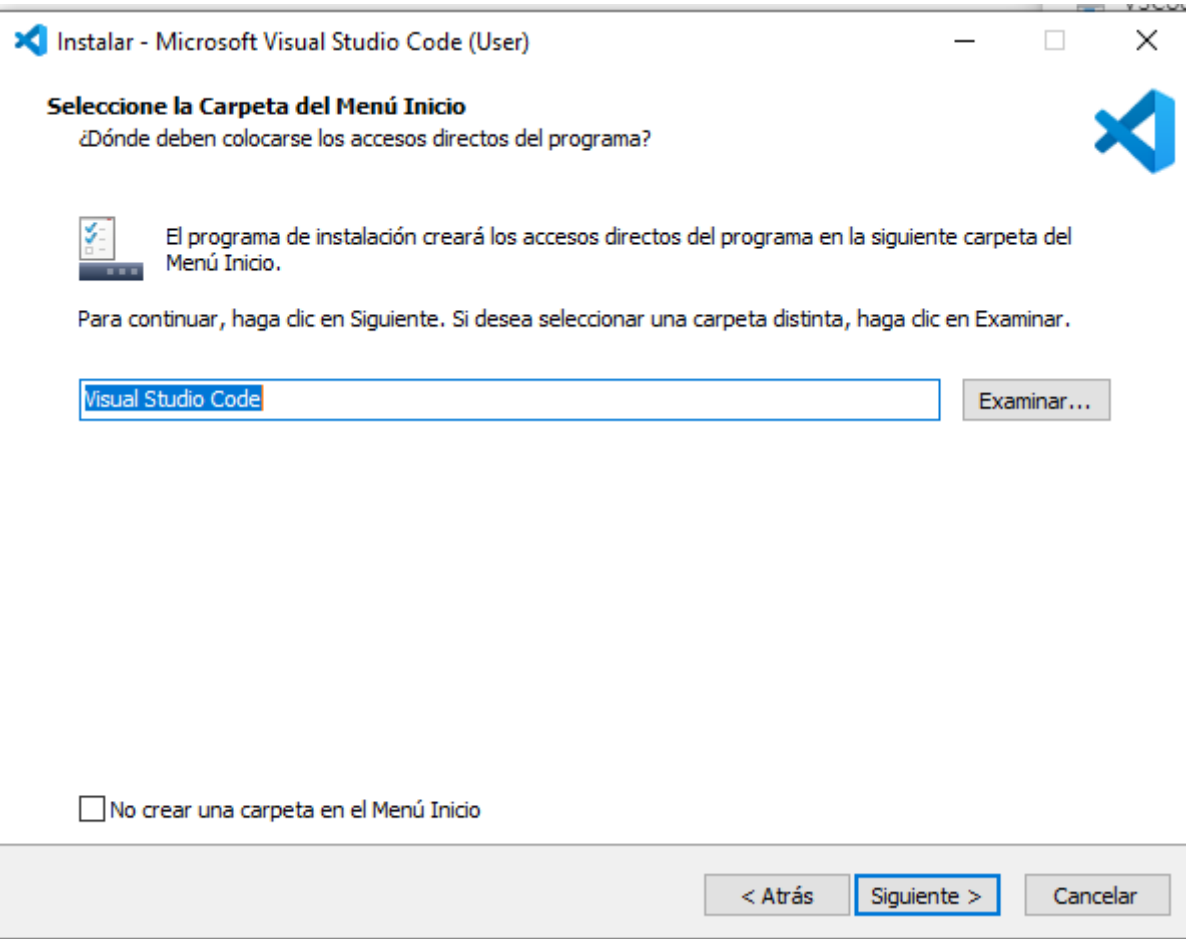 Instalar - Microsoft Visual Studio Code (User)
Seleccione la Carpeta del Menú Inicio
¿Dónde deben colocarse los accesos directos del programa?
El programa de instalación creará los accesos directos del programa en la siguiente carpeta del
Menú Inicio.
Para continuar, haga clic en Siguiente. Si desea seleccionar una carpeta distinta, haga clic en Examinar.
Visual Studio Code
Examinar...
No crear una carpeta en el Menú Inicio
< Atrás
Siguiente >
Cancelar